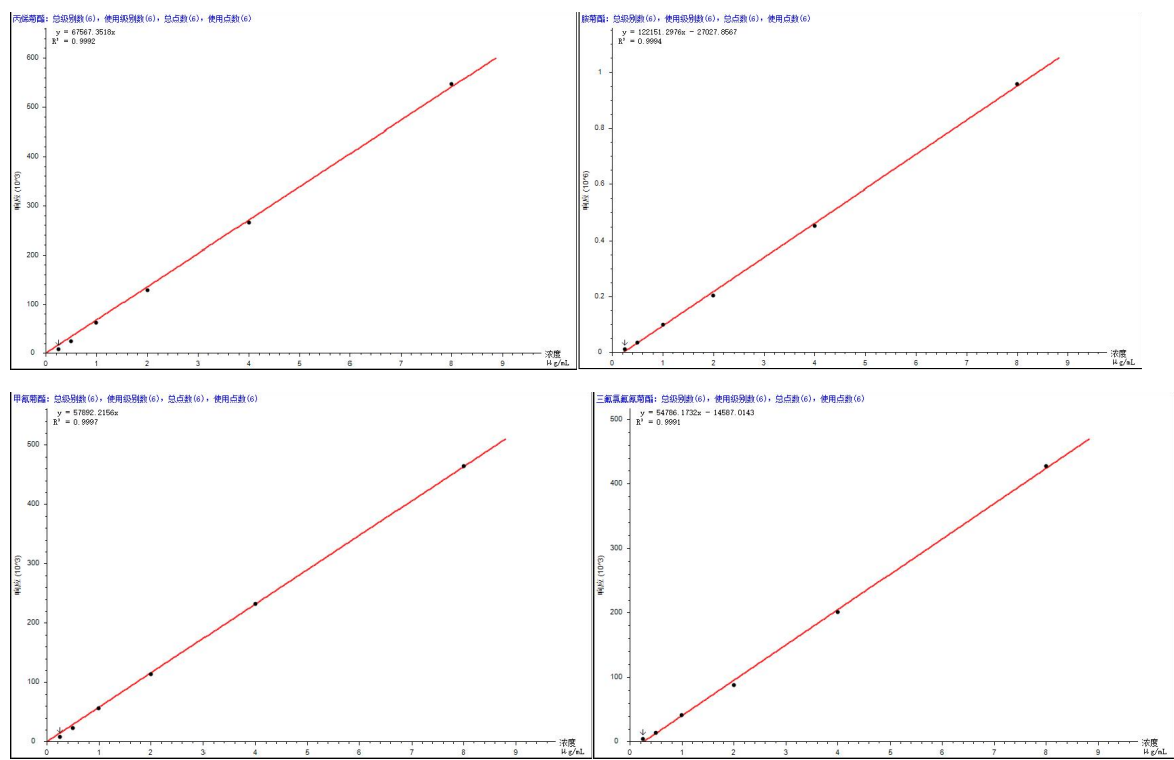 丙烯菊酯: 总级别数(6), 使用级别数(6), 总点数(6), 使用点数(6)
y = 67567.3518x
R² = 0.9992
600
500
400
300
200
100
0
响应 (10^3)
0 1 2 3 4 5 6 7 8 9
浓度
μg/mL
胺菊酯: 总级别数(6), 使用级别数(6), 总点数(6), 使用点数(6)
y = 122151.2976x - 27027.8567
R² = 0.9994
1
0.8
0.6
0.4
0.2
0
响应 (10^6)
0 1 2 3 4 5 6 7 8 9
浓度
μg/mL
甲氰菊酯: 总级别数(6), 使用级别数(6), 总点数(6), 使用点数(6)
y = 57892.2156x
R² = 0.9997
500
400
300
200
100
0
响应 (10^3)
0 1 2 3 4 5 6 7 8 9
浓度
μg/mL
三氟氯氟氰菊酯: 总级别数(6), 使用级别数(6), 总点数(6), 使用点数(6)
y = 54786.1732x - 14587.0143
R² = 0.9991
500
400
300
200
100
0
响应 (10^3)
0 1 2 3 4 5 6 7 8 9
浓度
μg/mL